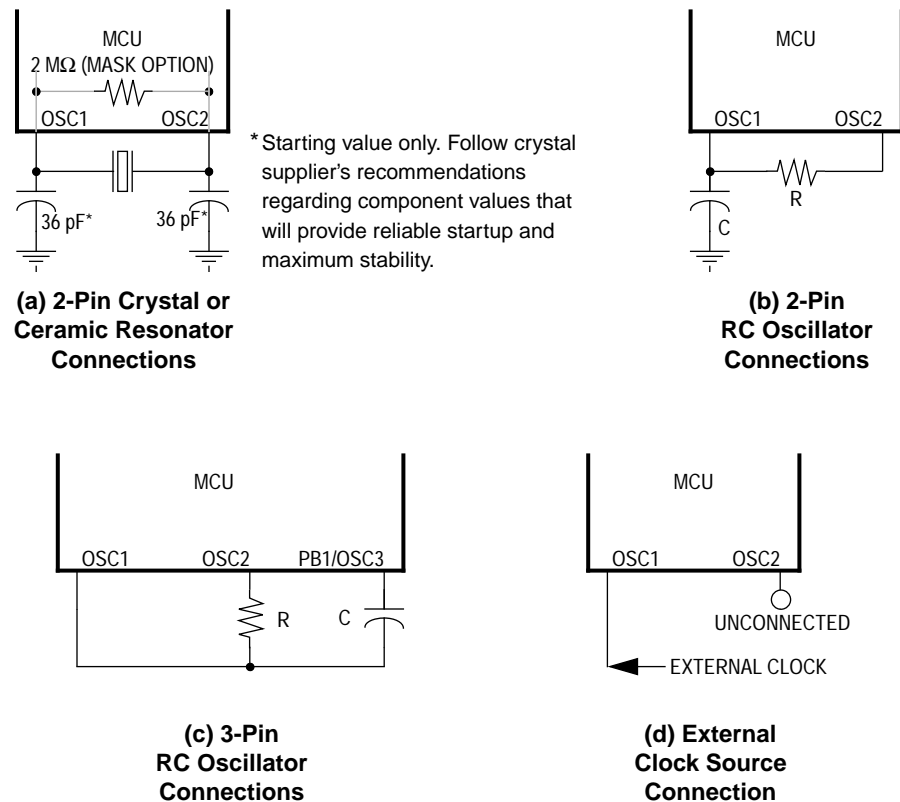 MCU
2 MΩ (MASK OPTION)
OSC1 OSC2
36 pF* 36 pF*
* Starting value only. Follow crystal
supplier's recommendations
regarding component values that
will provide reliable startup and
maximum stability.
(a) 2-Pin Crystal or
Ceramic Resonator
Connections
MCU
OSC1 OSC2
R
C
(b) 2-Pin
RC Oscillator
Connections
MCU
OSC1 OSC2 PB1/OSC3
R C
(c) 3-Pin
RC Oscillator
Connections
MCU
OSC1 OSC2
UNCONNECTED
EXTERNAL CLOCK
(d) External
Clock Source
Connection